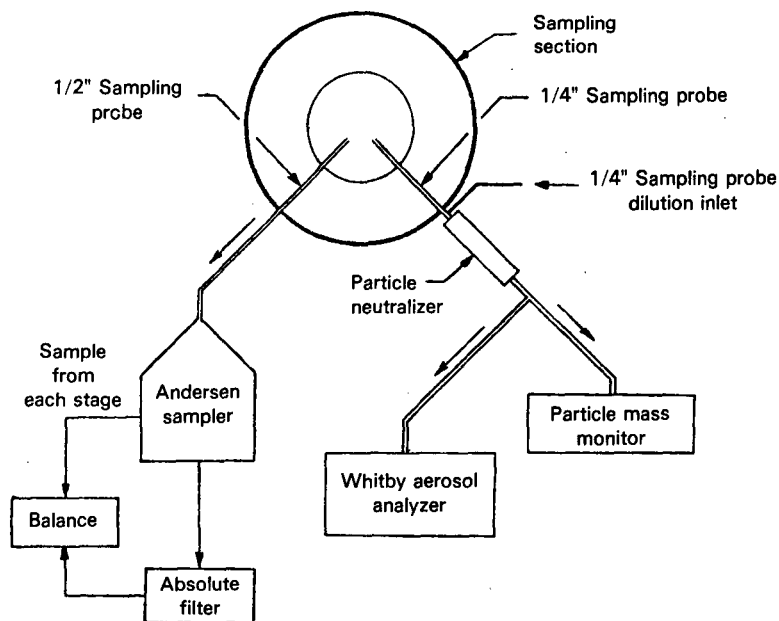 Sampling
section
1/2" Sampling
probe
1/4" Sampling probe
1/4" Sampling probe
dilution inlet
Particle
neutralizer
Sample
from
each stage
Andersen
sampler
Particle mass
monitor
Whitby aerosol
analyzer
Balance
Absolute
filter